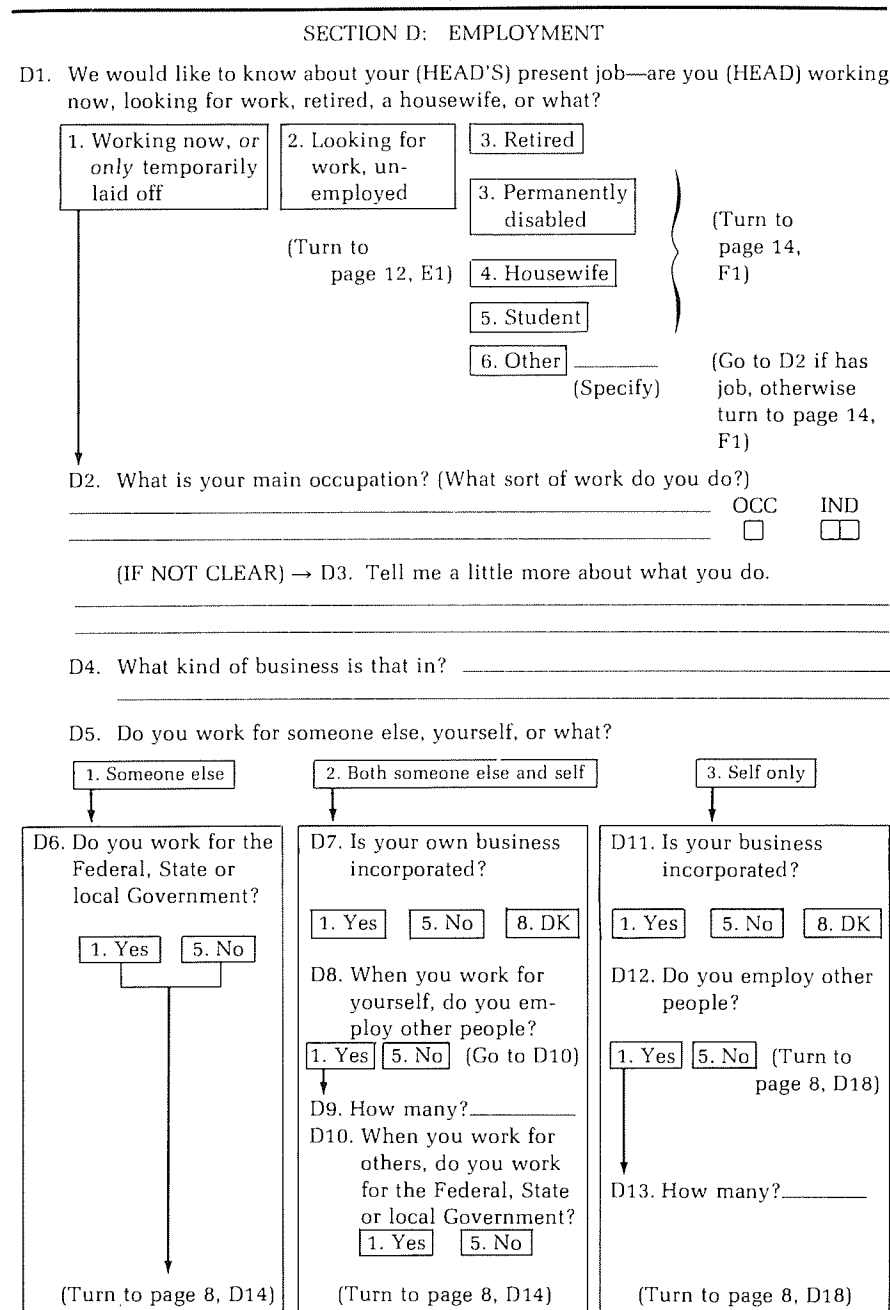 SECTION D: EMPLOYMENT
D1. We would like to know about your (HEAD'S) present job—are you (HEAD) working
now, looking for work, retired, a housewife, or what?
1. Working now, or
only temporarily
laid off
2. Looking for
work, un-
employed
(Turn to
page 12, E1)
3. Retired
3. Permanently
disabled
4. Housewife
5. Student
(Turn to
page 14,
F1)
6. Other
(Specify)
(Go to D2 if has
job, otherwise
turn to page 14,
F1)
D2. What is your main occupation? (What sort of work do you do?)
OCC IND
(IF NOT CLEAR) → D3. Tell me a little more about what you do.
D4. What kind of business is that in?
D5. Do you work for someone else, yourself, or what?
1. Someone else
2. Both someone else and self
3. Self only
D6. Do you work for the
Federal, State or
local Government?
1. Yes 5. No
(Turn to page 8, D14)
D7. Is your own business
incorporated?
1. Yes 5. No 8. DK
D8. When you work for
yourself, do you em-
ploy other people?
1. Yes 5. No (Go to D10)
D9. How many?
D10. When you work for
others, do you work
for the Federal, State
or local Government?
1. Yes 5. No
(Turn to page 8, D14)
D11. Is your business
incorporated?
1. Yes 5. No 8. DK
D12. Do you employ other
people?
1. Yes 5. No (Turn to
page 8, D18)
D13. How many?
(Turn to page 8, D18)